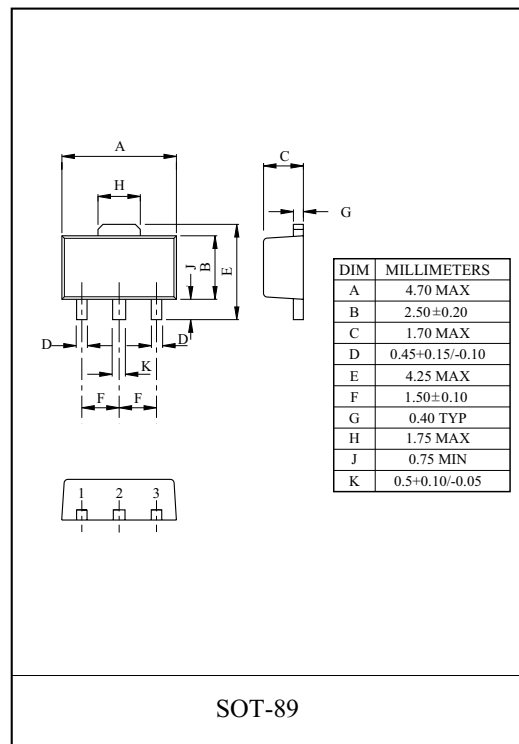 A
H
C
G
J
B
E
D
D
K
F F
DIM MILLIMETERS
A 4.70 MAX
B 2.50±0.20
C 1.70 MAX
D 0.45+0.15/-0.10
E 4.25 MAX
F 1.50±0.10
G 0.40 TYP
H 1.75 MAX
J 0.75 MIN
K 0.5+0.10/-0.05
1 2 3
SOT-89